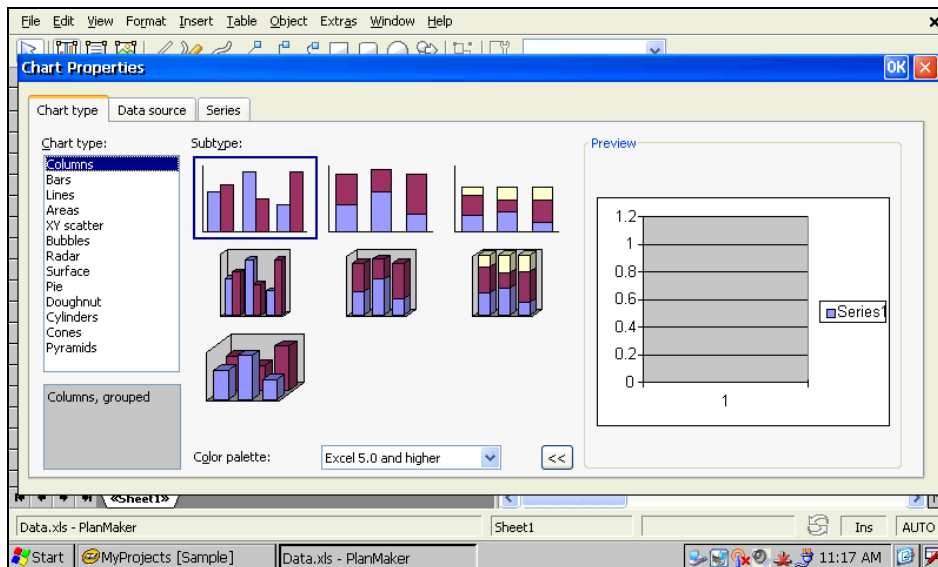 File Edit View Format Insert Table Object Extras Window Help
Chart Properties OK
Chart type Data source Series
Chart type: Subtype: Preview
Columns
Bars
Lines
Areas
XY scatter
Bubbles
Radar
Surface
Pie
Doughnut
Cylinders
Cones
Pyramids
1.2
1
0.8
0.6
0.4
0.2
0
1
Series1
Columns, grouped
Color palette: Excel 5.0 and higher <<
«Sheet1»
Data.xls - PlanMaker Sheet1 Ins AUTO
Start MyProjects [Sample] Data.xls - PlanMaker 11:17 AM